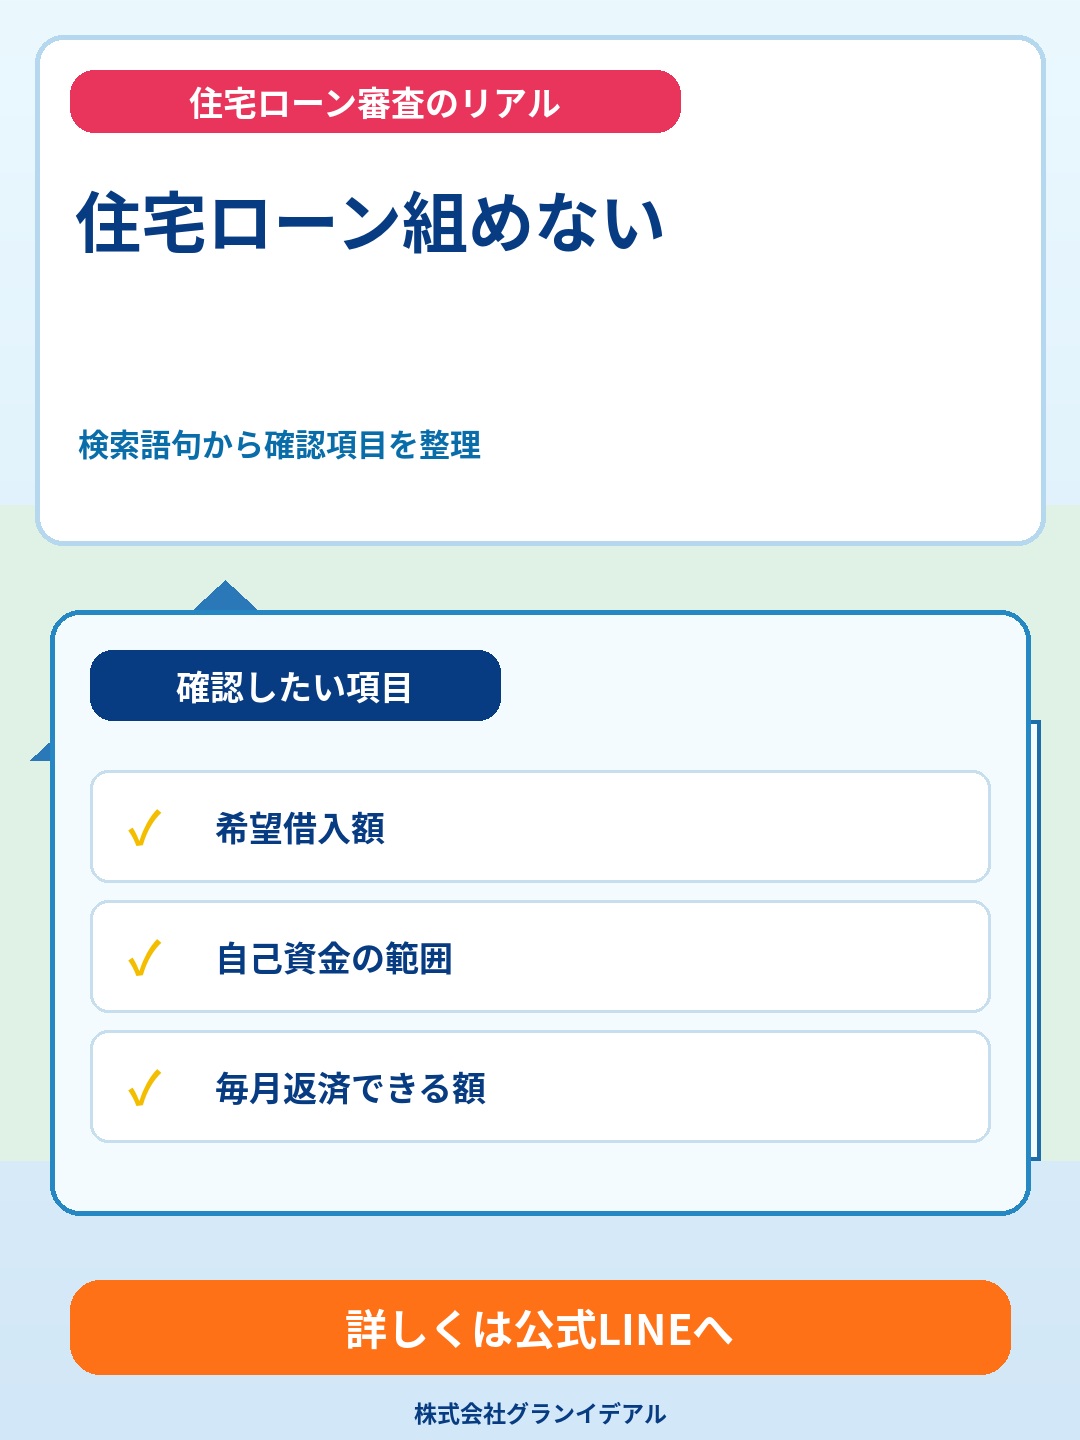 住宅ローン審査のリアル
住宅ローン組めない
検索語句から確認項目を整理
確認したい項目
✓ 希望借入額
✓ 自己資金の範囲
✓ 毎月返済できる額
詳しくは公式LINEへ
株式会社グランイデアル